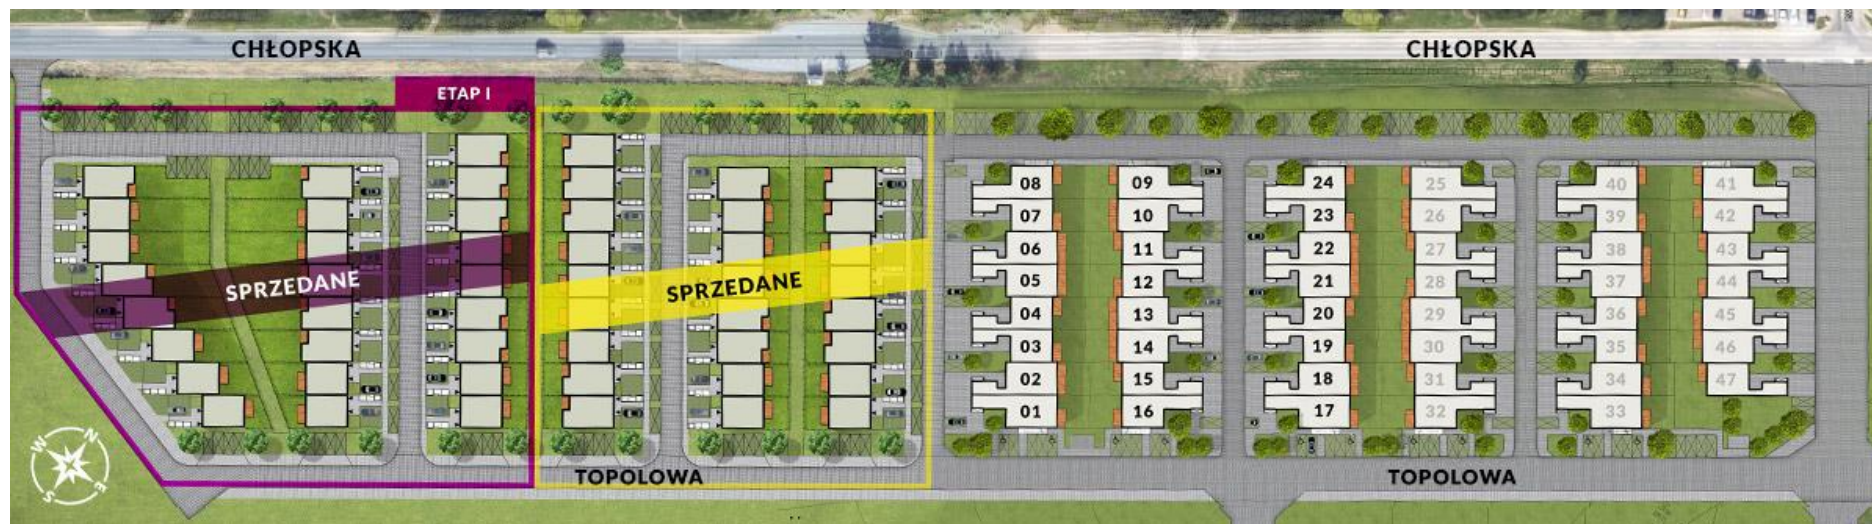 CHŁOPSKA
CHŁOPSKA
ETAP I
SPRZEDANE
SPRZEDANE
08 09 24 25 40 41
07 10 23 26 39 42
06 11 22 27 38 43
05 12 21 28 37 44
04 13 20 29 36 45
03 14 19 30 35 46
02 15 18 31 34 47
01 16 17 32 33
TOPOLOWA
TOPOLOWA
W N
S E